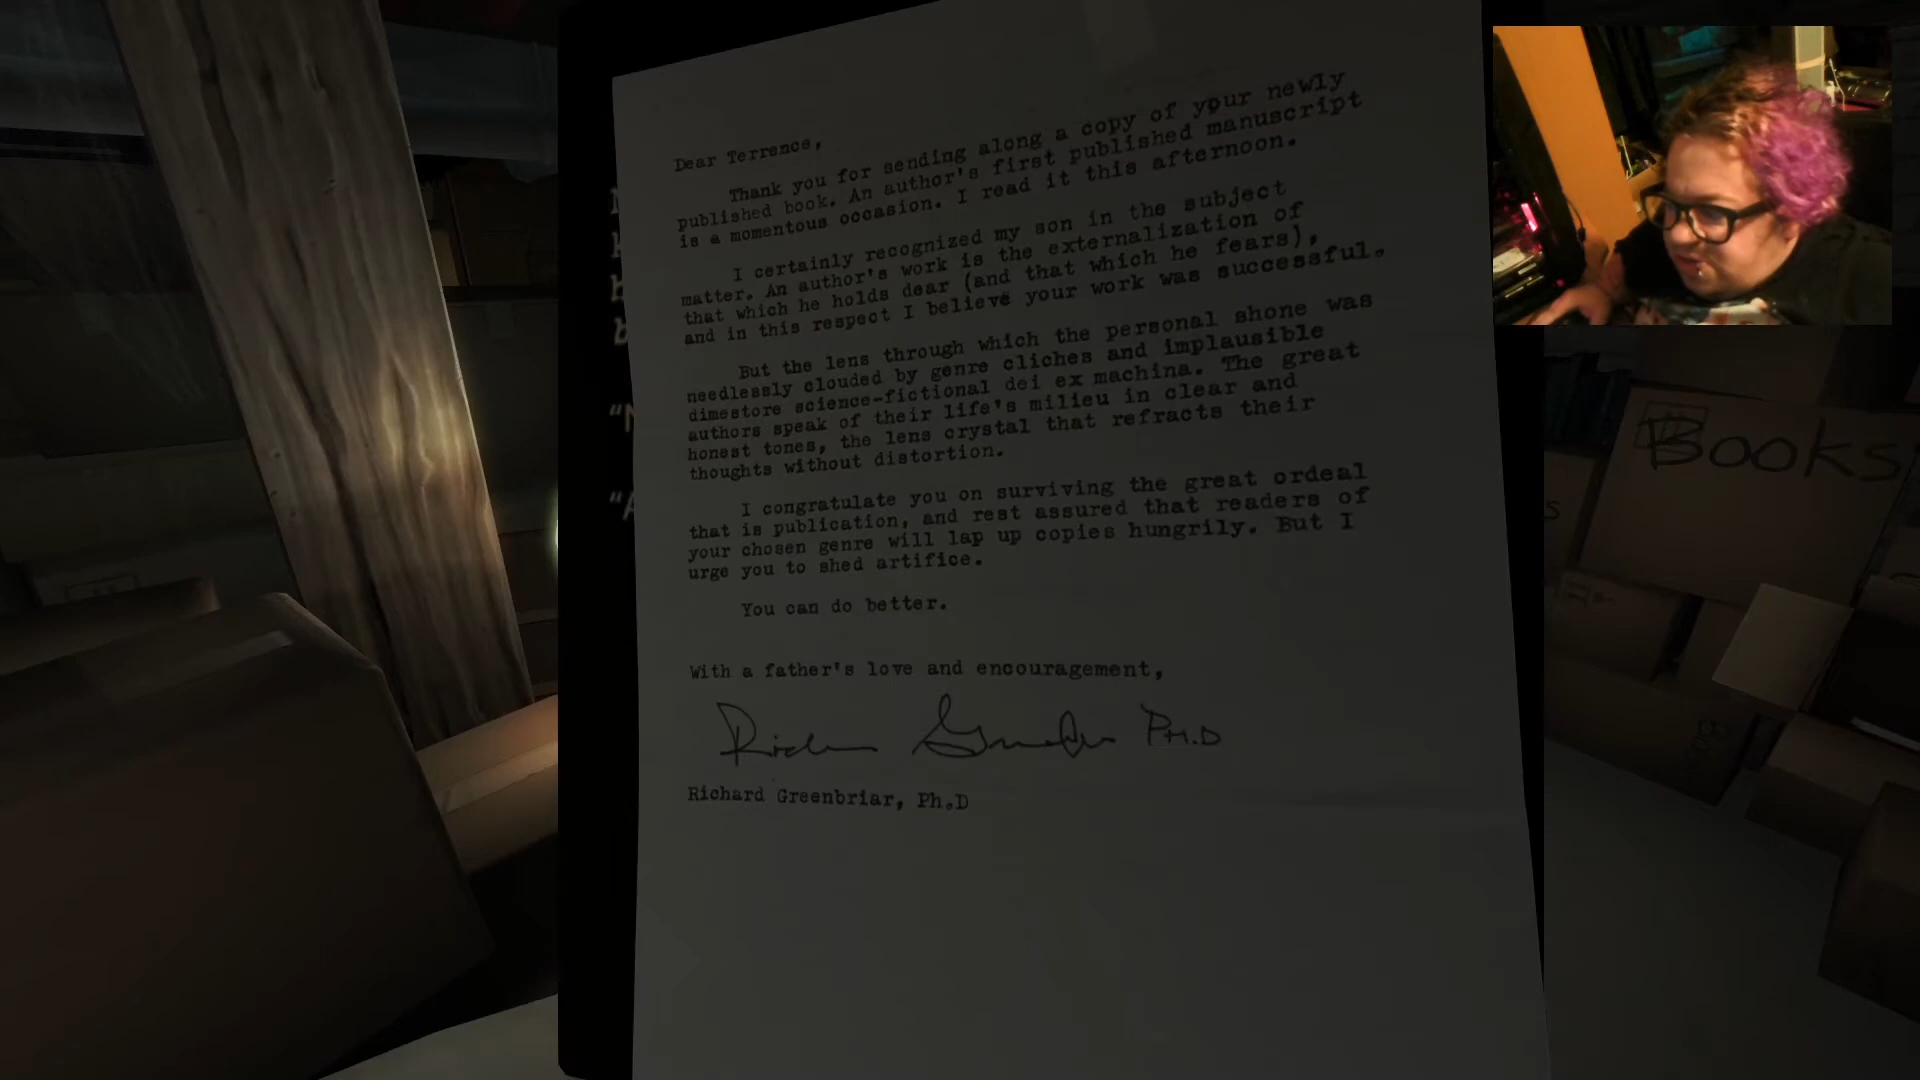 Dear Terrence,
Thank you for sending along a copy of your newly
published book. An author's first published manuscript
is a momentous occasion. I read it this afternoon.
I certainly recognized my son in the subject
matter. An author's work is the externalization of
that which he holds dear (and that which he fears),
and in this respect I believe your work was successful.
But the lens through which the personal shone was
needlessly clouded by genre cliches and implausible
dimestore science-fictional dei ex machina. The great
authors speak of their life's milieu in clear and
honest tones, the lens crystal that refracts their
thoughts without distortion.
I congratulate you on surviving the great ordeal
that is publication, and rest assured that readers of
your chosen genre will lap up copies hungrily. But I
urge you to shed artifice.
You can do better.
With a father's love and encouragement,
PH.D
Richard Greenbriar, Ph.D
Books